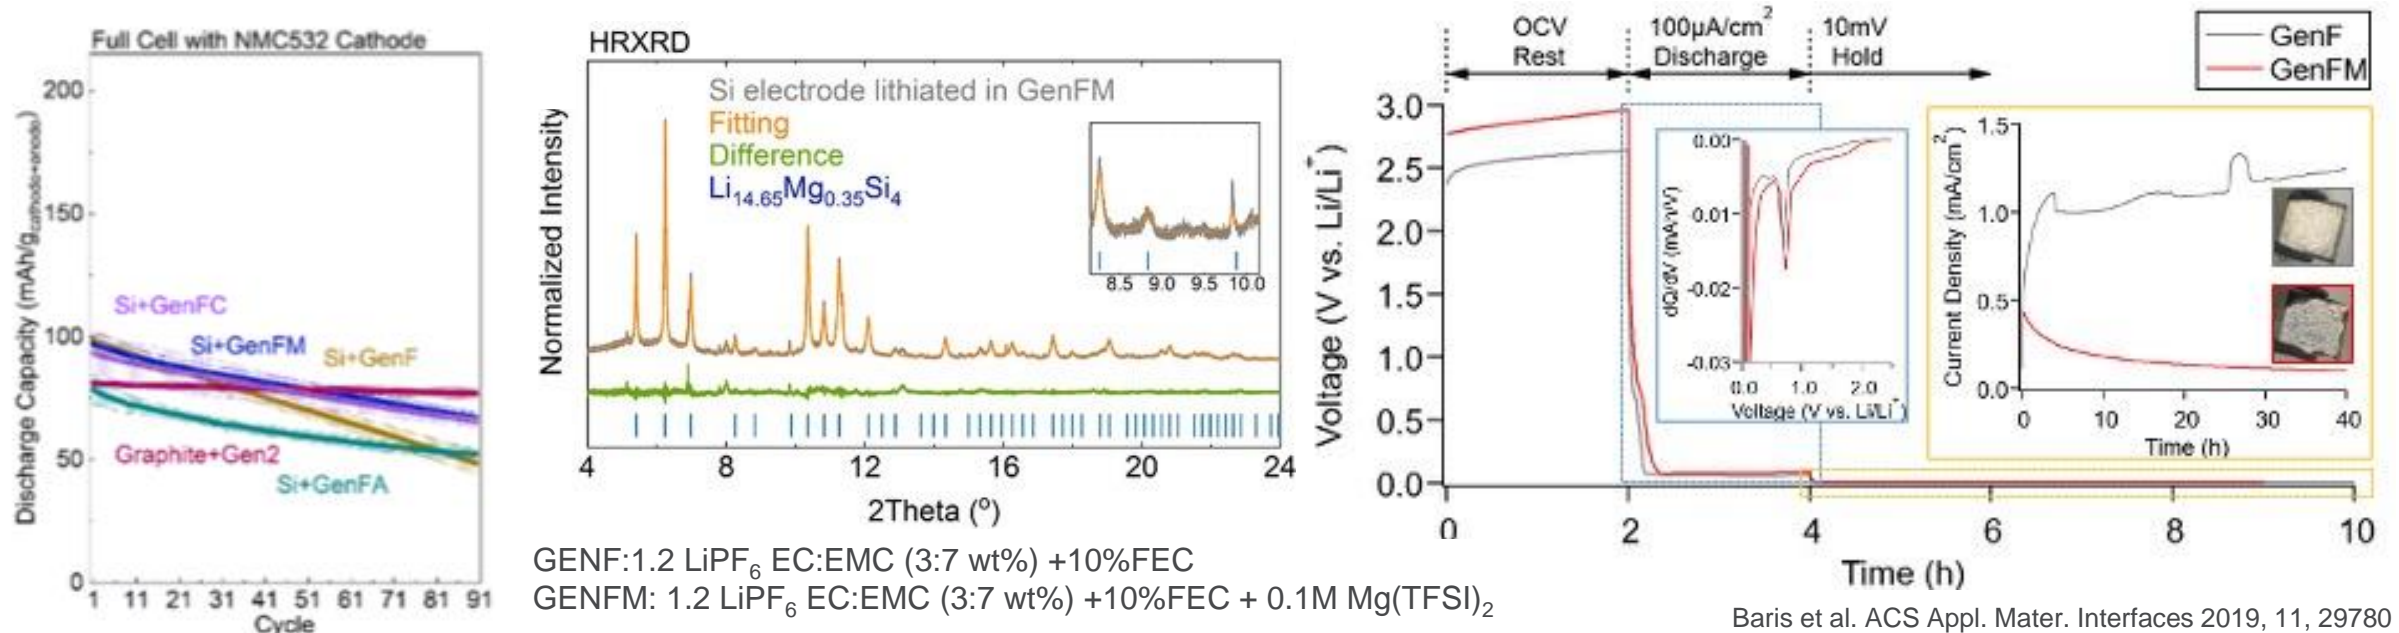 Full Cell with NMC532 Cathode
Discharge Capacity (mAh/gcathode+anode)
200
150
100
50
0
Si+GenFC
Si+GenFM
Si+GenF
Graphite+Gen2
Si+GenFA
1 11 21 31 41 51 61 71 81 91
Cycle
HRXRD
Normalized Intensity
Si electrode lithiated in GenFM
Fitting
Difference
Li14.65Mg0.35Si4
8.5 9.0 9.5 10.0
4 8 12 16 20 24
2Theta (°)
OCV Rest
100µA/cm2 Discharge
10mV Hold
GenF
GenFM
Voltage (V vs. Li/Li+)
3.0
2.5
2.0
1.5
1.0
0.5
0.0
dQ/dV (mA/V)
0.00
-0.01
-0.02
-0.03
0.0 1.0 2.0
Voltage (V vs. Li/Li+)
Current Density (mA/cm2)
1.5
1.0
0.5
0.0
0 10 20 30 40
Time (h)
0 2 4 6 8 10
Time (h)
GENF:1.2 LiPF6 EC:EMC (3:7 wt%) +10%FEC
GENFM: 1.2 LiPF6 EC:EMC (3:7 wt%) +10%FEC + 0.1M Mg(TFSI)2
Baris et al. ACS Appl. Mater. Interfaces 2019, 11, 29780